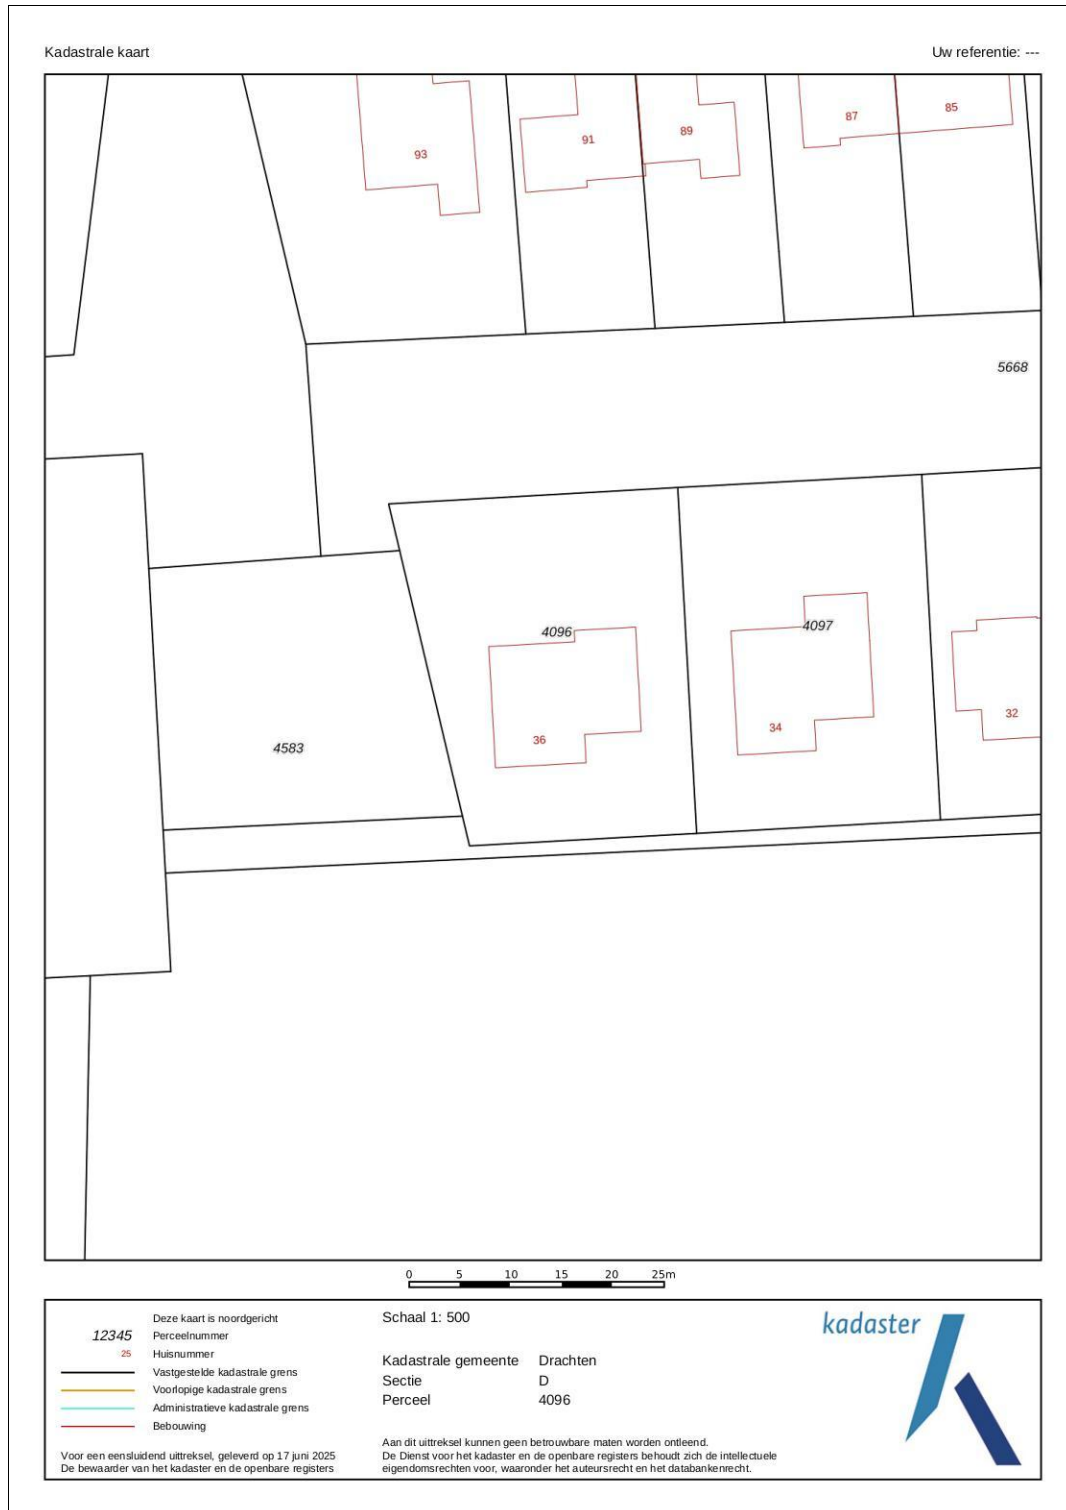 Kadastrale kaart
Uw referentie: ---
93
91
89
87
85
5668
4096
4097
36
34
32
4583
0 5 10 15 20 25m
Deze kaart is noordgericht
12345 Perceelnummer
25 Huisnummer
Vastgestelde kadastrale grens
Voorlopige kadastrale grens
Administratieve kadastrale grens
Bebouwing
Voor een eensluidend uittreksel, geleverd op 17 juni 2025
De bewaarder van het kadaster en de openbare registers
Schaal 1: 500
Kadastrale gemeente Drachten
Sectie D
Perceel 4096
Aan dit uittreksel kunnen geen betrouwbare maten worden ontleend.
De Dienst voor het kadaster en de openbare registers behoudt zich de intellectuele
eigendomsrechten voor, waaronder het auteursrecht en het databankenrecht.
kadaster